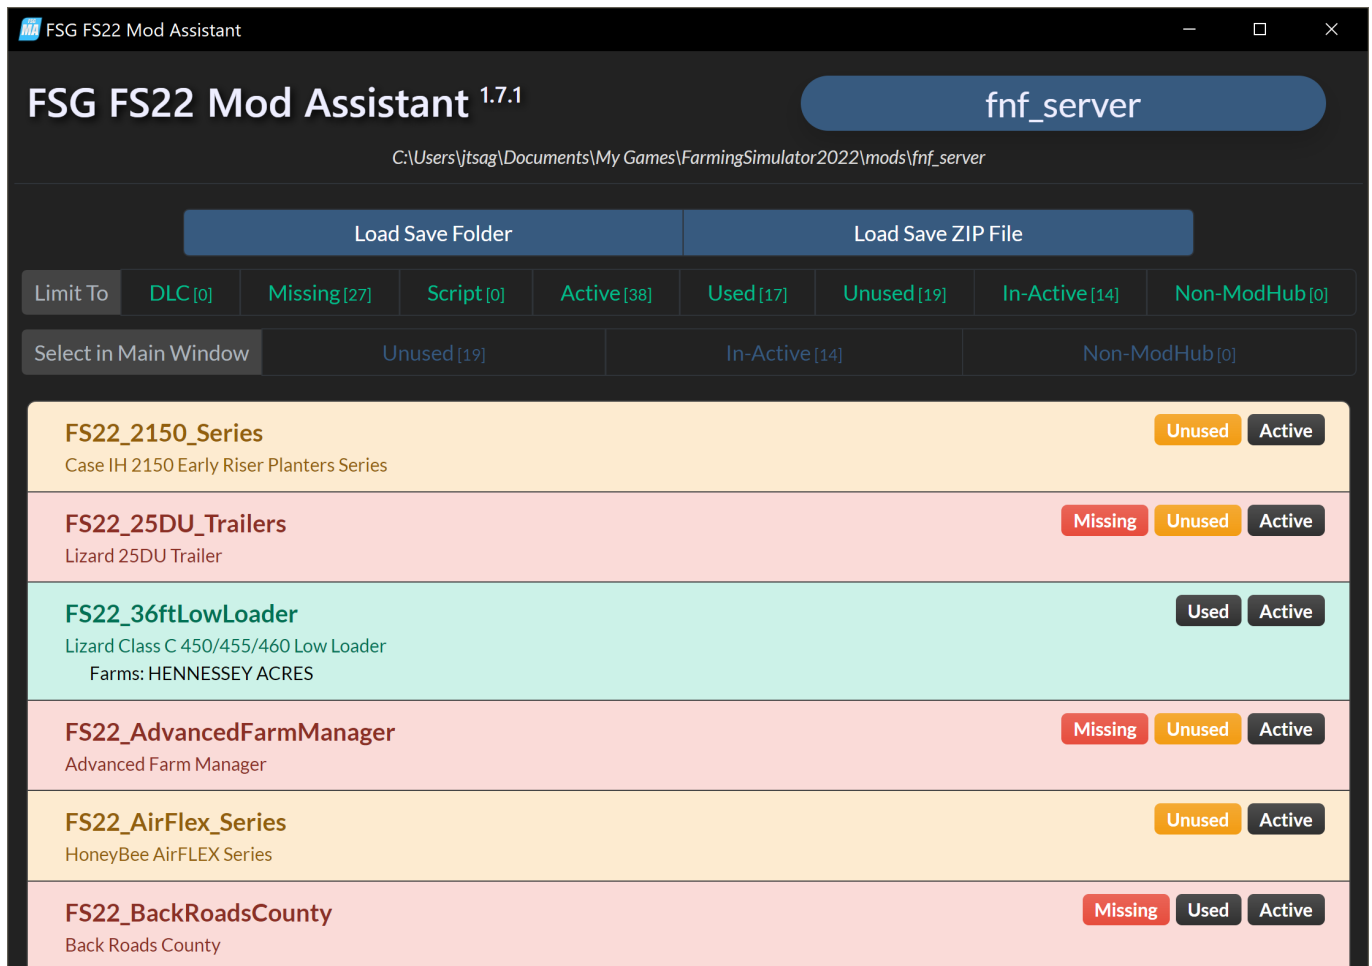 MA FSG FS22 Mod Assistant
FSG FS22 Mod Assistant 1.7.1
fnf_server
C:\Users\jtsag\Documents\My Games\FarmingSimulator2022\mods\fnf_server
Load Save Folder Load Save ZIP File
Limit To DLC [0] Missing [27] Script [0] Active [38] Used [17] Unused [19] In-Active [14] Non-ModHub [0]
Select in Main Window Unused [19] In-Active [14] Non-ModHub [0]
FS22_2150_Series Unused Active
Case IH 2150 Early Riser Planters Series
FS22_25DU_Trailers Missing Unused Active
Lizard 25DU Trailer
FS22_36ftLowLoader Used Active
Lizard Class C 450/455/460 Low Loader
Farms: HENNESSEY ACRES
FS22_AdvancedFarmManager Missing Unused Active
Advanced Farm Manager
FS22_AirFlex_Series Unused Active
HoneyBee AirFLEX Series
FS22_BackRoadsCounty Missing Used Active
Back Roads County